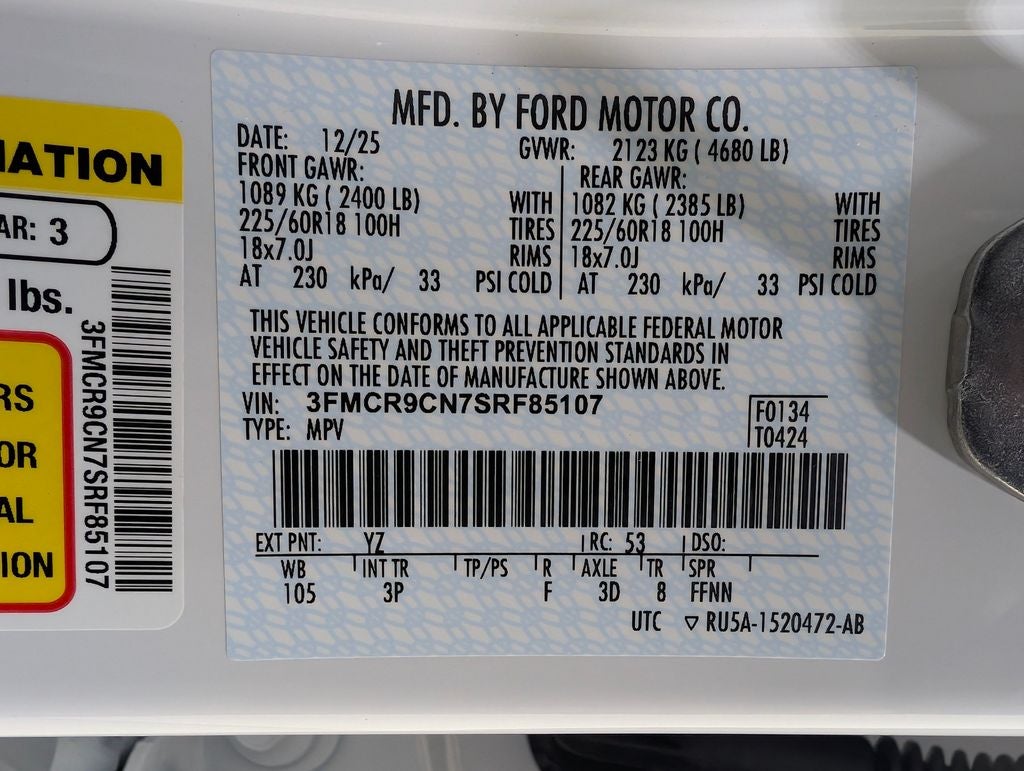 MATION
AR: 3
lbs.
RS
OR
AL
ION
3FMCR9CN7SRF85107
MFD. BY FORD MOTOR CO.
DATE: 12/25 GVWR: 2123 KG ( 4680 LB)
FRONT GAWR: REAR GAWR:
1089 KG ( 2400 LB) WITH 1082 KG ( 2385 LB) WITH
225/60R18 100H TIRES 225/60R18 100H TIRES
18x7.0J RIMS 18x7.0J RIMS
AT 230 kPa/ 33 PSI COLD AT 230 kPa/ 33 PSI COLD
THIS VEHICLE CONFORMS TO ALL APPLICABLE FEDERAL MOTOR
VEHICLE SAFETY AND THEFT PREVENTION STANDARDS IN
EFFECT ON THE DATE OF MANUFACTURE SHOWN ABOVE.
VIN: 3FMCR9CN7SRF85107 F0134
TYPE: MPV T0424
EXT PNT: YZ RC: 53 DSO:
WB INT TR TP/PS R AXLE TR SPR
105 3P F 3D 8 FFNN
UTC ▽ RU5A-1520472-AB